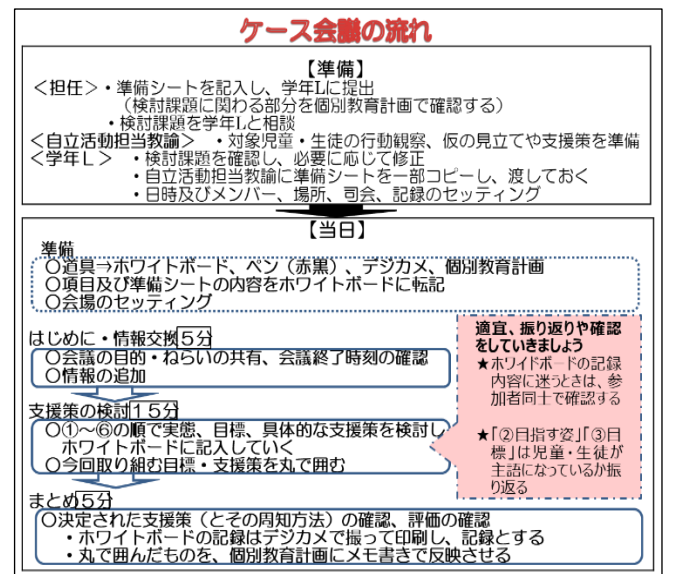 ケース会議の流れ
【準備】
＜担任＞・準備シートを記入し、学年Lに提出
（検討課題に関わる部分を個別教育計画で確認する）
・検討課題を学年Lと相談
＜自立活動担当教諭＞ ・対象児童・生徒の行動観察、仮の見立てや支援策を準備
＜学年L＞ ・検討課題を確認し、必要に応じて修正
・自立活動担当教諭に準備シートを一部コピーし、渡しておく
・日時及びメンバー、場所、司会、記録のセッティング
【当日】
準備
○道具⇒ホワイトボード、ペン（赤黒）、デジカメ、個別教育計画
○項目及び準備シートの内容をホワイトボードに転記
○会場のセッティング
はじめに・情報交換5分
○会議の目的・ねらいの共有、会議終了時刻の確認
○情報の追加
支援策の検討15分
○①～⑥の順で実態、目標、具体的な支援策を検討し
ホワイトボードに記入していく
○今回取り組む目標・支援策を丸で囲む
適宜、振り返りや確認
をしていきましょう
★ホワイドボードの記録
内容に迷うときは、参
加者同士で確認する
★「②目指す姿」「③目
標」は児童・生徒が
主語になっているか振
り返る
まとめ5分
○決定された支援策（とその周知方法）の確認、評価の確認
・ホワイトボードの記録はデジカメで撮って印刷し、記録とする
・丸で囲んだものを、個別教育計画にメモ書きで反映させる